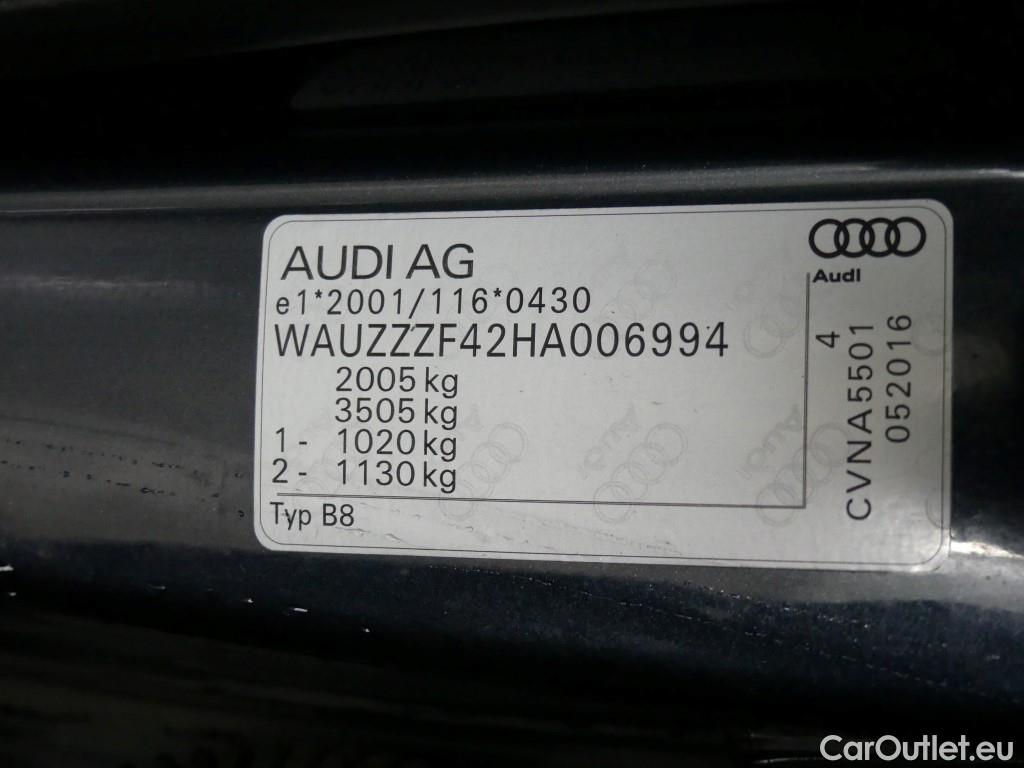 AUDI AG
e1*2001/116*0430
WAUZZZF42HA006994
2005 kg
3505 kg
1 - 1020 kg
2 - 1130 kg
Typ B8
Audi
4
CVNA5501
052016
CarOutlet.eu